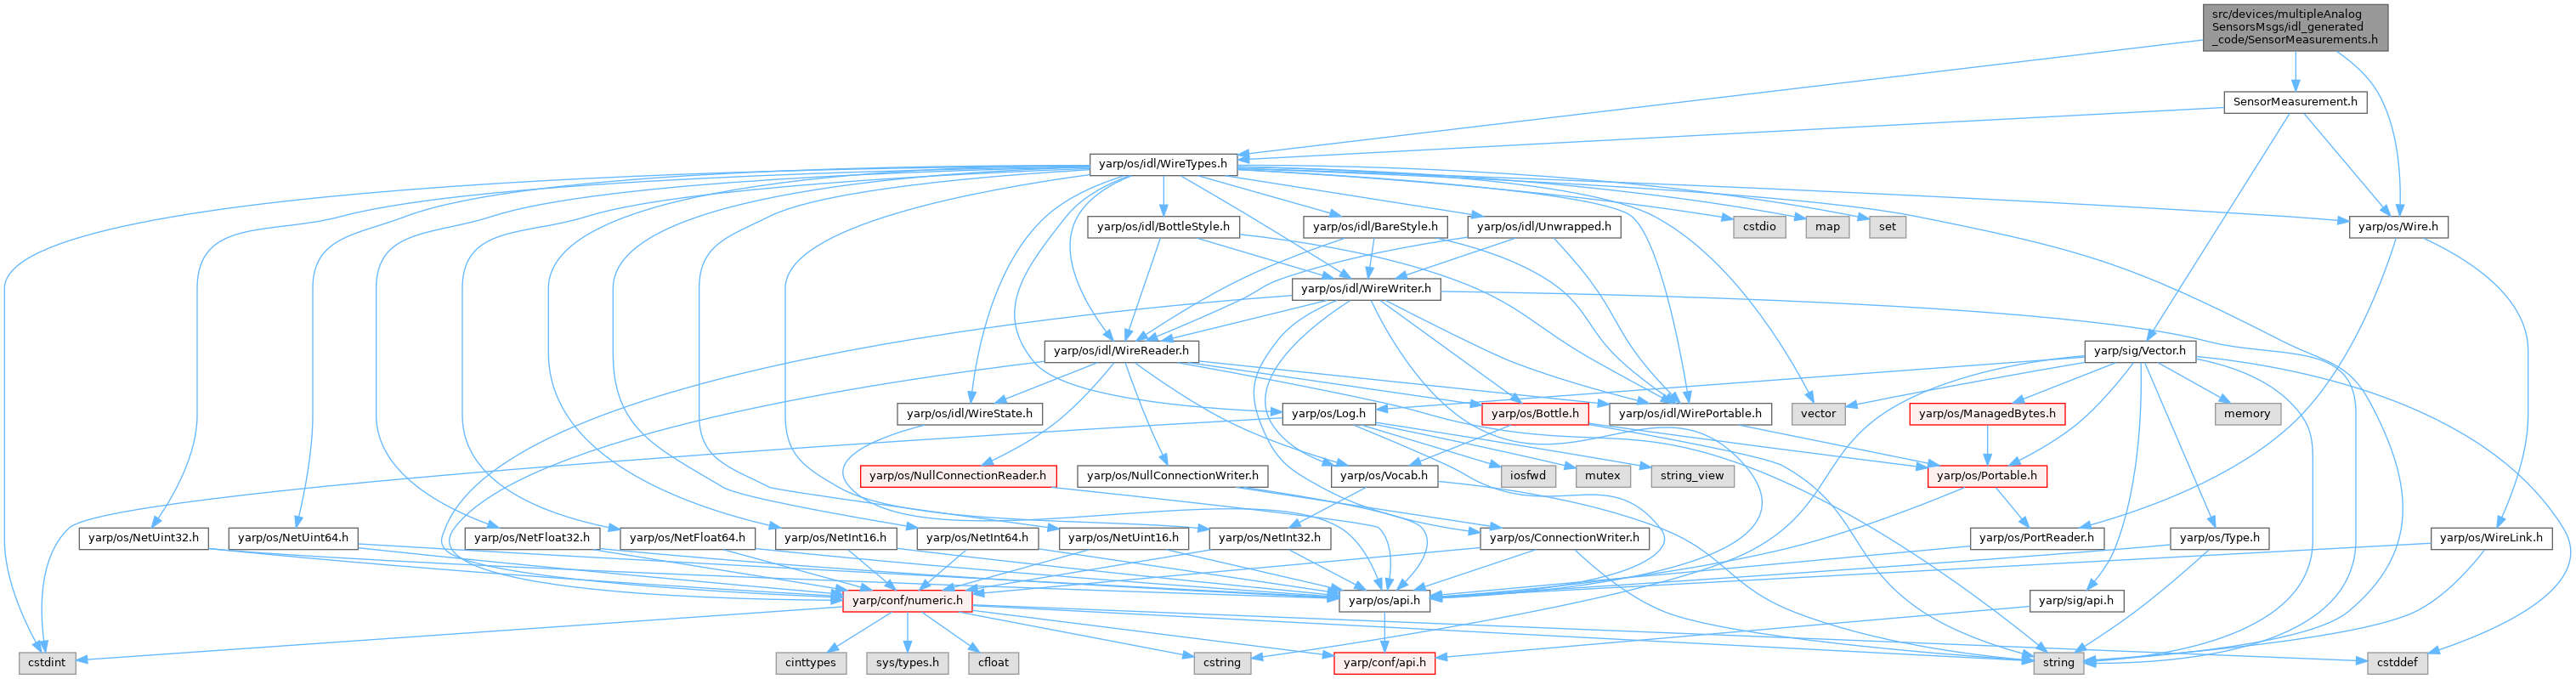 src/devices/multipleAnalog
SensorsMsgs/idl_generated
_code/SensorMeasurements.h
SensorMeasurement.h
yarp/os/idl/WireTypes.h
yarp/os/idl/BottleStyle.h
yarp/os/idl/BareStyle.h
yarp/os/idl/Unwrapped.h
cstdio
map
set
yarp/os/Wire.h
yarp/os/idl/WireWriter.h
yarp/os/idl/WireReader.h
yarp/sig/Vector.h
yarp/os/idl/WireState.h
yarp/os/Log.h
yarp/os/Bottle.h
yarp/os/idl/WirePortable.h
vector
yarp/os/ManagedBytes.h
memory
yarp/os/NullConnectionReader.h
yarp/os/NullConnectionWriter.h
yarp/os/Vocab.h
iosfwd
mutex
string_view
yarp/os/Portable.h
yarp/os/NetUint32.h
yarp/os/NetUint64.h
yarp/os/NetFloat32.h
yarp/os/NetFloat64.h
yarp/os/NetInt16.h
yarp/os/NetInt64.h
yarp/os/NetUint16.h
yarp/os/NetInt32.h
yarp/os/ConnectionWriter.h
yarp/os/PortReader.h
yarp/os/Type.h
yarp/os/WireLink.h
yarp/conf/numeric.h
yarp/os/api.h
yarp/sig/api.h
cstdint
cinttypes
sys/types.h
cfloat
cstring
yarp/conf/api.h
string
cstddef